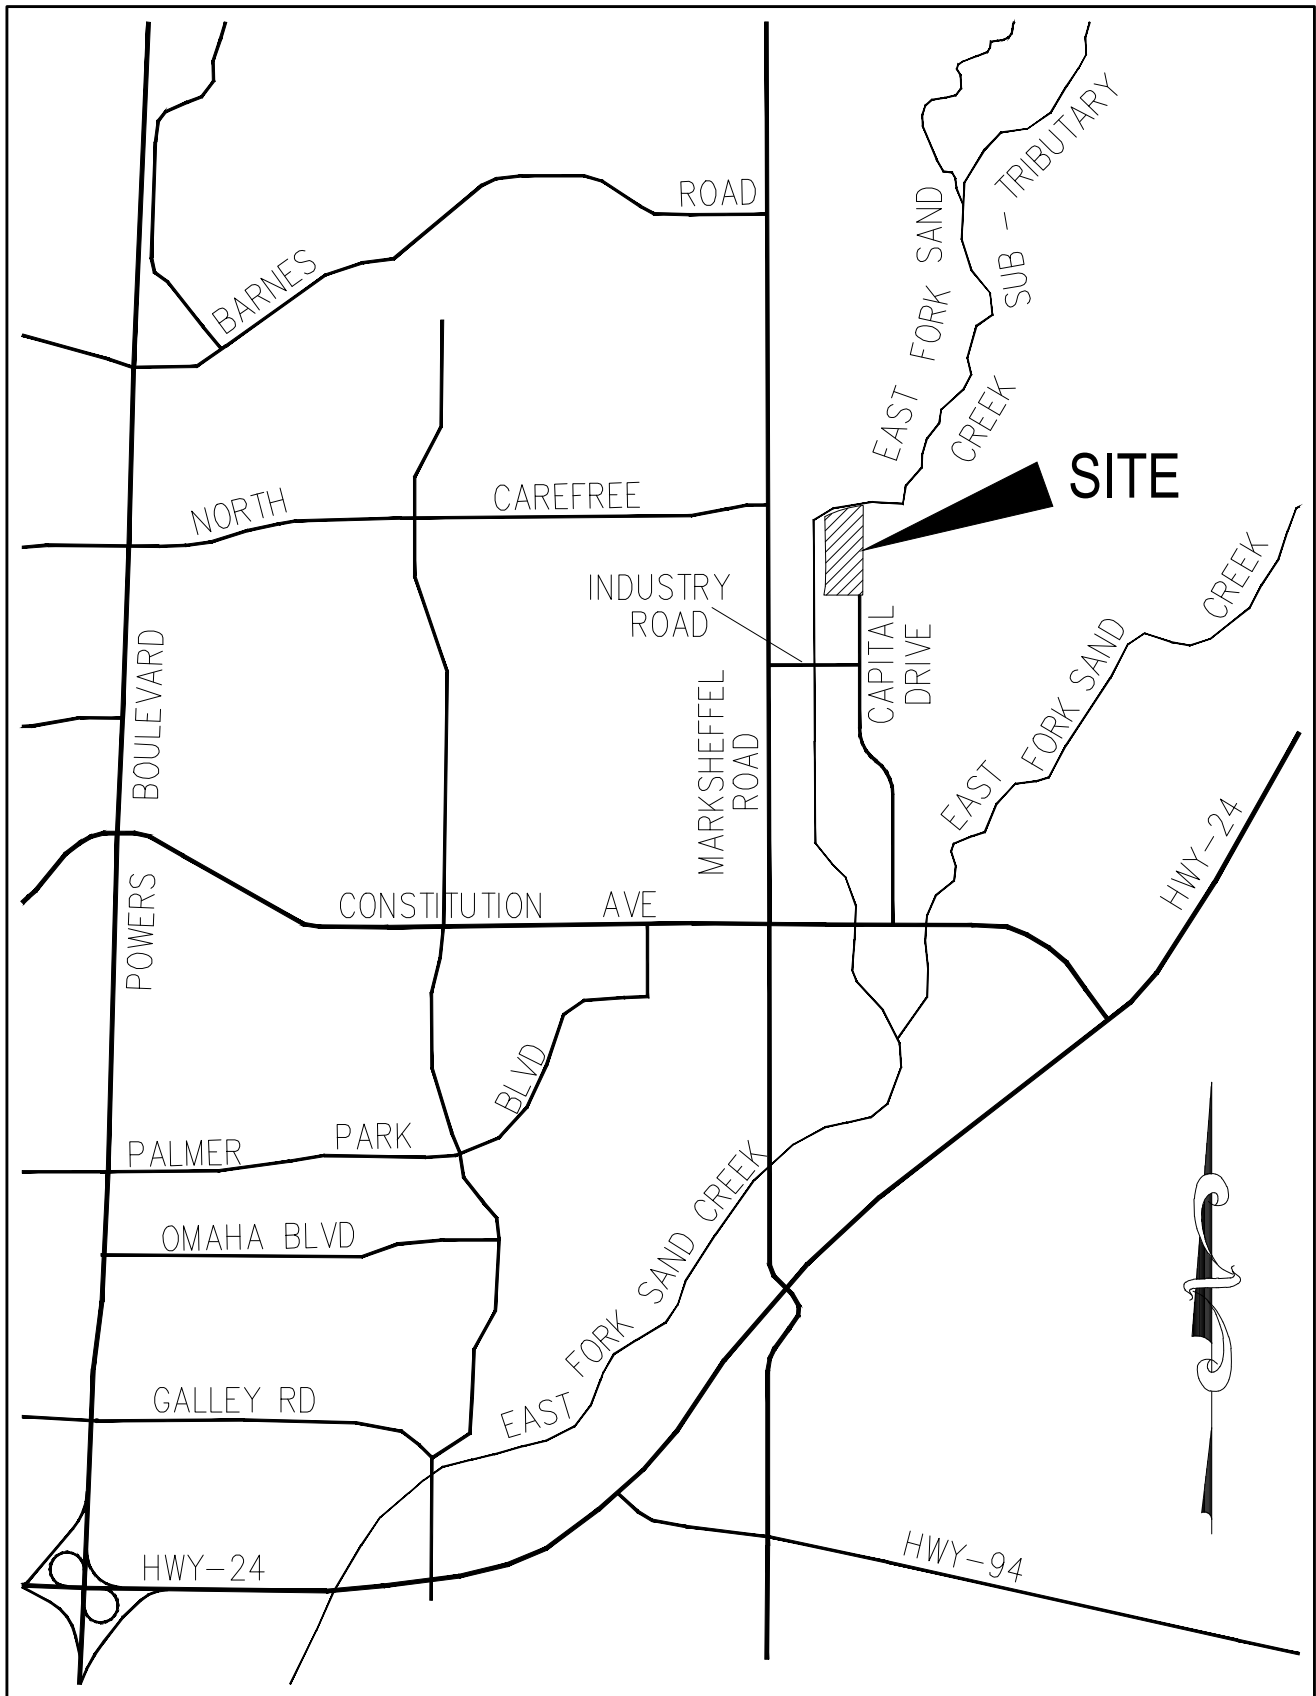 ROAD
BARNES
EAST FORK SAND
CREEK
SUB - TRIBUTARY
SITE
NORTH
CAREFREE
INDUSTRY
ROAD
CAPITAL
DRIVE
EAST FORK SAND
CREEK
POWERS BOULEVARD
MARKSHEFFEL
ROAD
HWY-24
CONSTITUTION AVE
PALMER PARK BLVD
OMAHA BLVD
EAST FORK SAND CREEK
GALLEY RD
HWY-24
HWY-94